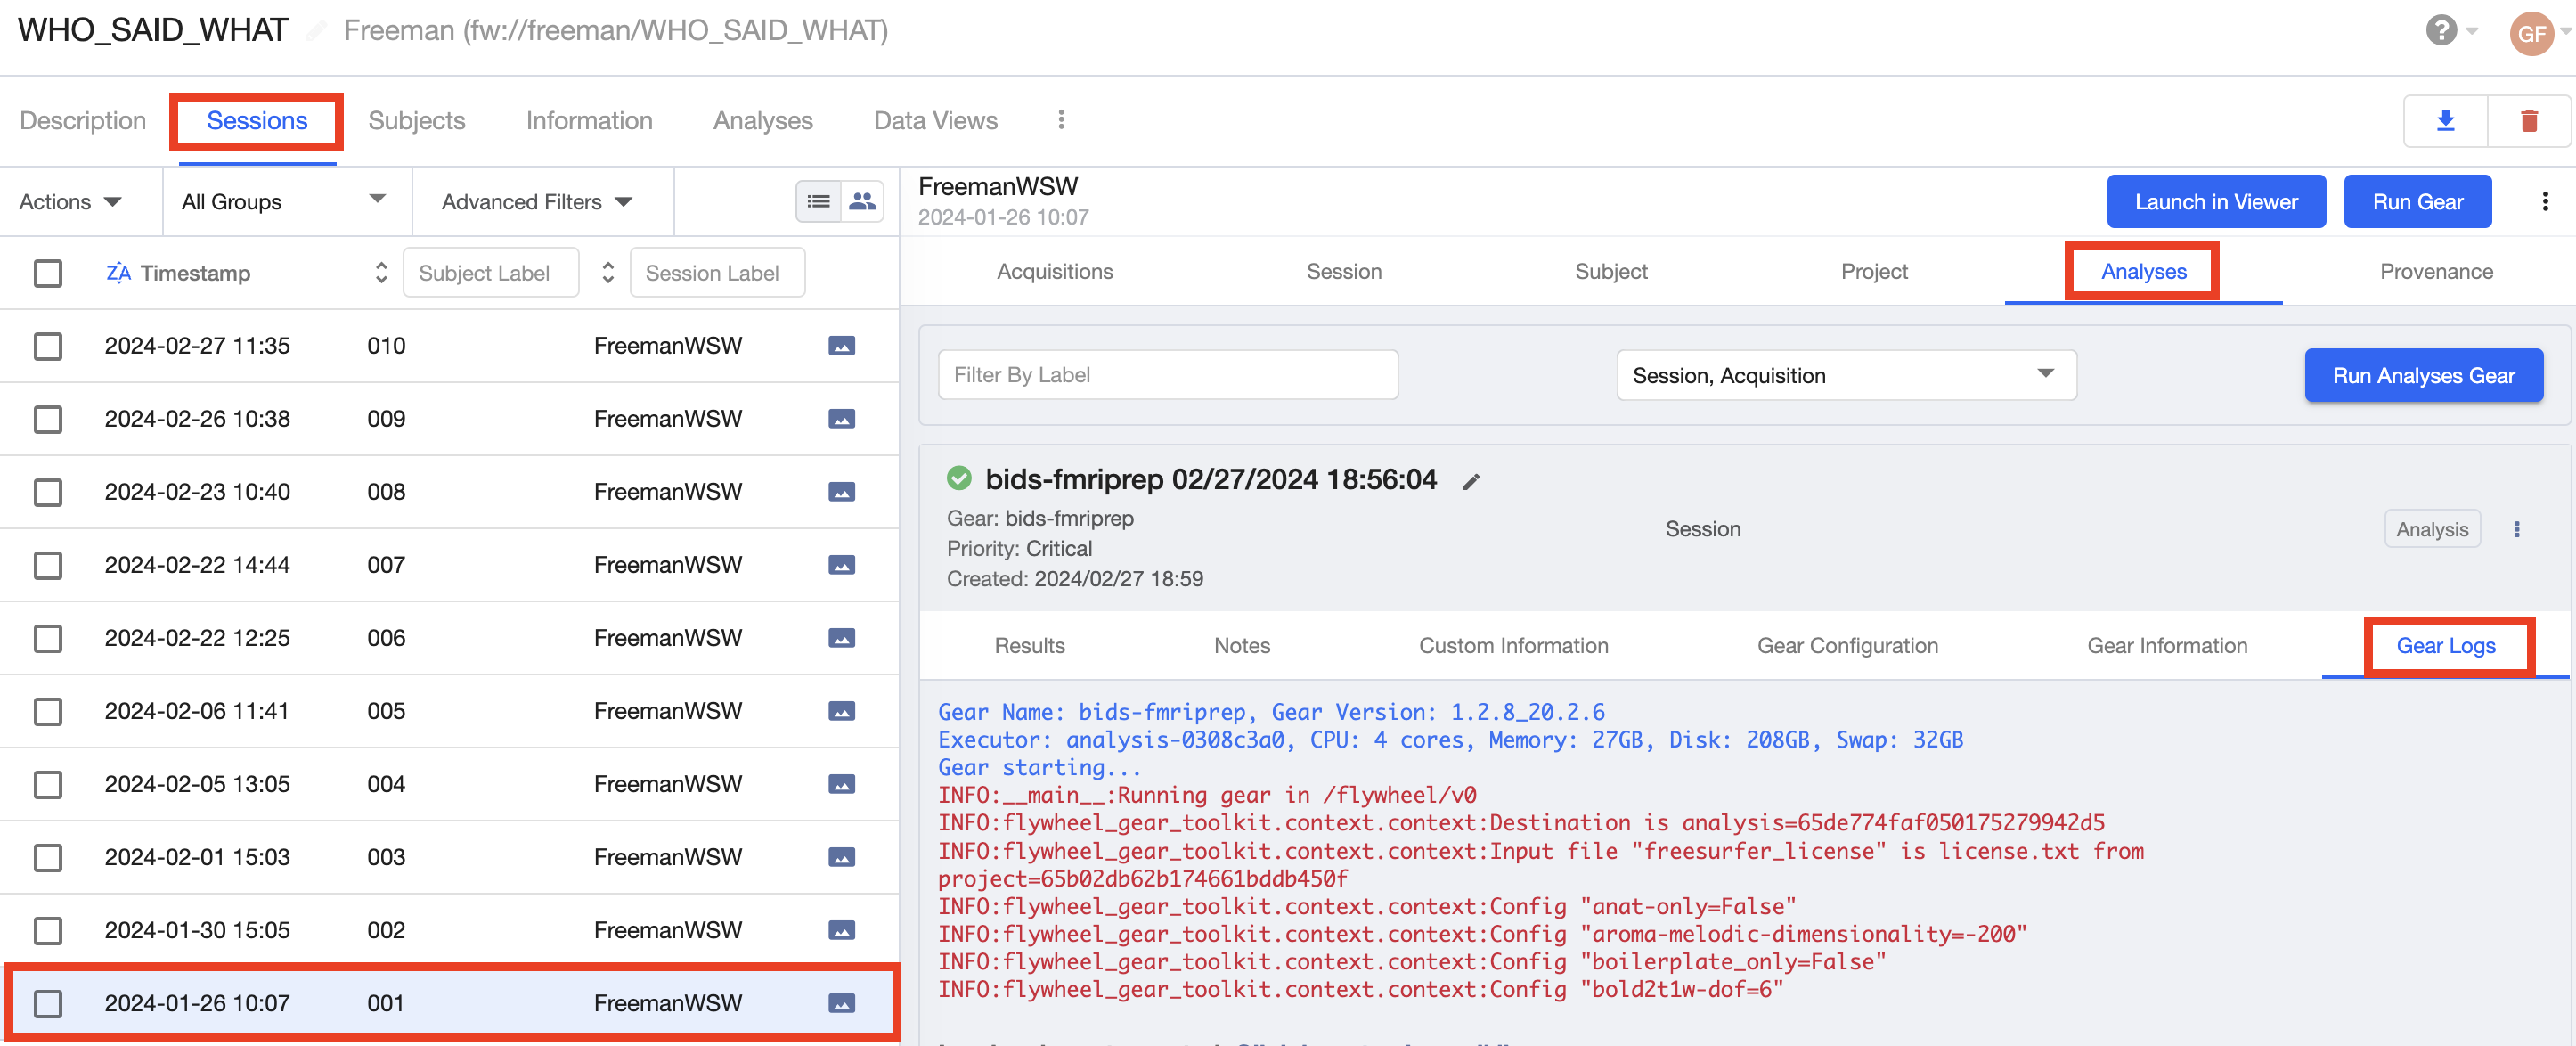 WHO_SAID_WHAT Freeman (fw://freeman/WHO_SAID_WHAT)
? GF
Description Sessions Subjects Information Analyses Data Views
Actions All Groups Advanced Filters
ZA Timestamp Subject Label Session Label
2024-02-27 11:35 010 FreemanWSW
2024-02-26 10:38 009 FreemanWSW
2024-02-23 10:40 008 FreemanWSW
2024-02-22 14:44 007 FreemanWSW
2024-02-22 12:25 006 FreemanWSW
2024-02-06 11:41 005 FreemanWSW
2024-02-05 13:05 004 FreemanWSW
2024-02-01 15:03 003 FreemanWSW
2024-01-30 15:05 002 FreemanWSW
2024-01-26 10:07 001 FreemanWSW
FreemanWSW
2024-01-26 10:07
Launch in Viewer Run Gear
Acquisitions Session Subject Project Analyses Provenance
Filter By Label Session, Acquisition Run Analyses Gear
bids-fmriprep 02/27/2024 18:56:04
Gear: bids-fmriprep
Priority: Critical
Created: 2024/02/27 18:59
Session
Analysis
Results Notes Custom Information Gear Configuration Gear Information Gear Logs
Gear Name: bids-fmriprep, Gear Version: 1.2.8_20.2.6
Executor: analysis-0308c3a0, CPU: 4 cores, Memory: 27GB, Disk: 208GB, Swap: 32GB
Gear starting...
INFO:__main__:Running gear in /flywheel/v0
INFO:flywheel_gear_toolkit.context.context:Destination is analysis=65de774faf050175279942d5
INFO:flywheel_gear_toolkit.context.context:Input file "freesurfer_license" is license.txt from
project=65b02db62b174661bddb450f
INFO:flywheel_gear_toolkit.context.context:Config "anat-only=False"
INFO:flywheel_gear_toolkit.context.context:Config "aroma-melodic-dimensionality=-200"
INFO:flywheel_gear_toolkit.context.context:Config "boilerplate_only=False"
INFO:flywheel_gear_toolkit.context.context:Config "bold2t1w-dof=6"